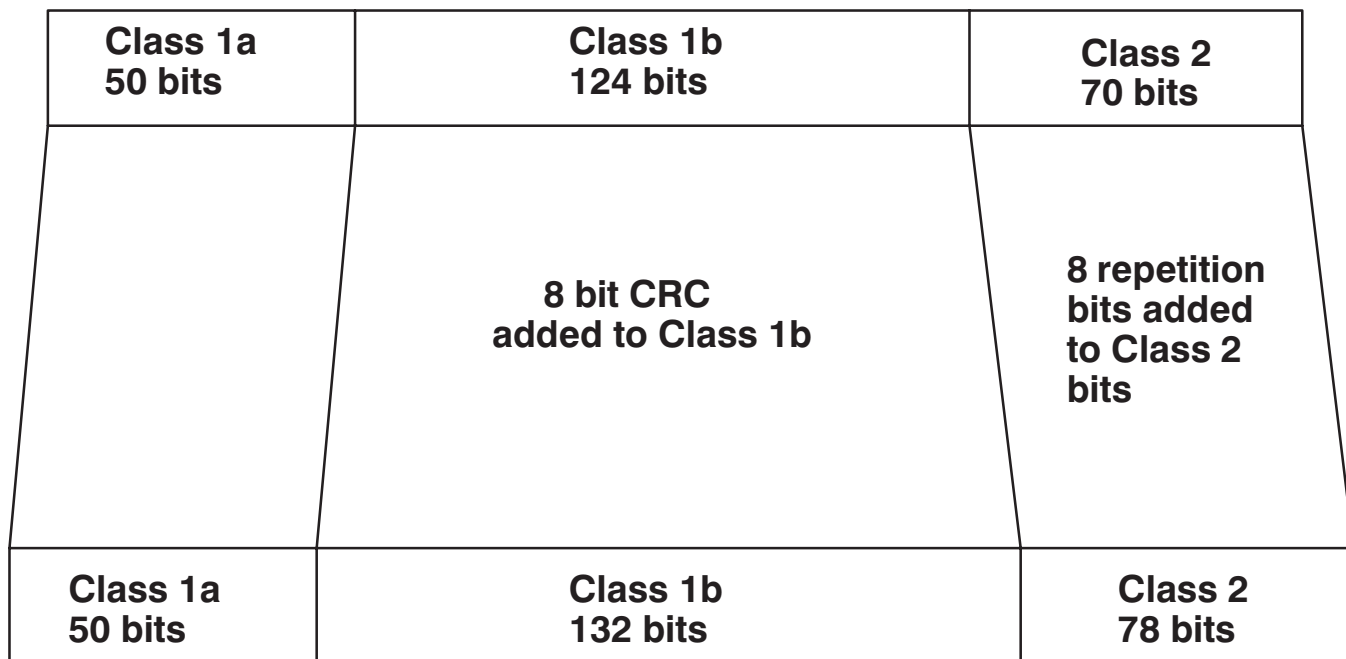 Class 1a
50 bits
Class 1b
124 bits
Class 2
70 bits
8 bit CRC
added to Class 1b
8 repetition
bits added
to Class 2
bits
Class 1a
50 bits
Class 1b
132 bits
Class 2
78 bits